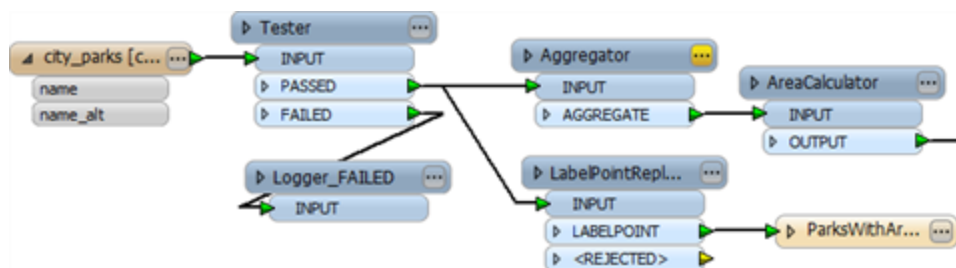 city_parks [c...
name
name_alt
Tester
INPUT
PASSED
FAILED
Logger_FAILED
INPUT
Aggregator
INPUT
AGGREGATE
LabelPointRepl...
INPUT
LABELPOINT
<REJECTED>
AreaCalculator
INPUT
OUTPUT
ParksWithAr...